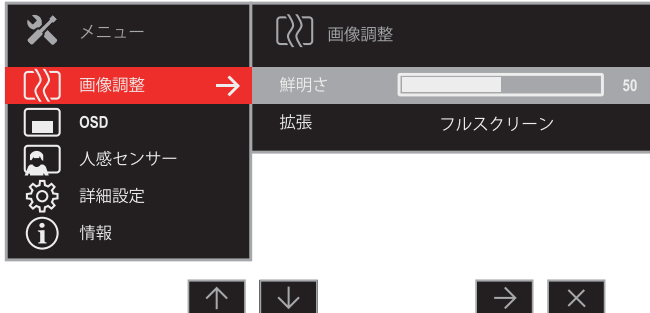 メニュー
画像調整
画像調整
鮮明さ 50
OSD
拡張 フルスクリーン
人感センサー
詳細設定
情報